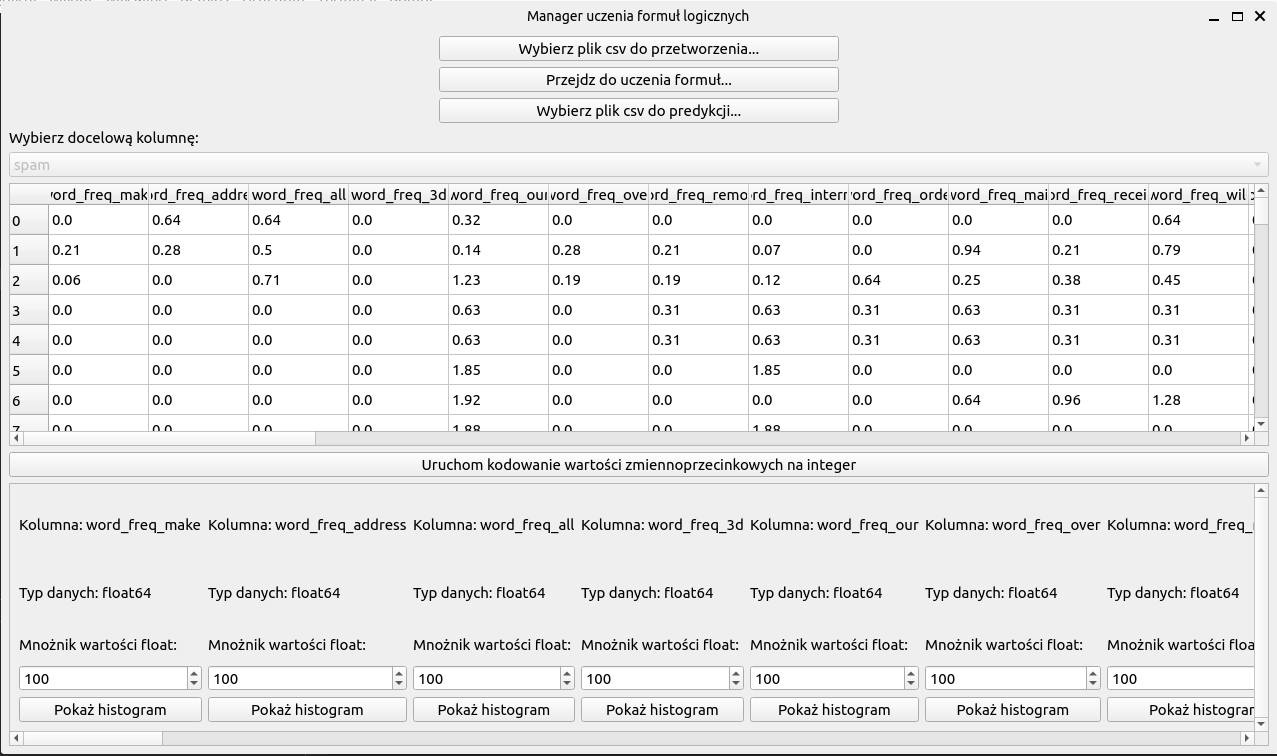 Manager uczenia formuł logicznych
Wybierz plik csv do przetworzenia...
Przejdz do uczenia formuł...
Wybierz plik csv do predykcji...
Wybierz docelową kolumnę:
spam
word_freq_mak ord_freq_addre word_freq_all word_freq_3d word_freq_our word_freq_ove ord_freq_remo ord_freq_intern word_freq_orde word_freq_mai ord_freq_recei word_freq_wil
0 0.0 0.64 0.64 0.0 0.32 0.0 0.0 0.0 0.0 0.0 0.0 0.64
1 0.21 0.28 0.5 0.0 0.14 0.28 0.21 0.07 0.0 0.94 0.21 0.79
2 0.06 0.0 0.71 0.0 1.23 0.19 0.19 0.12 0.64 0.25 0.38 0.45
3 0.0 0.0 0.0 0.0 0.63 0.0 0.31 0.63 0.31 0.63 0.31 0.31
4 0.0 0.0 0.0 0.0 0.63 0.0 0.31 0.63 0.31 0.63 0.31 0.31
5 0.0 0.0 0.0 0.0 1.85 0.0 0.0 1.85 0.0 0.0 0.0 0.0
6 0.0 0.0 0.0 0.0 1.92 0.0 0.0 0.0 0.0 0.64 0.96 1.28
7 0.0 0.0 0.0 0.0 1.88 0.0 0.0 1.88 0.0 0.0 0.0 0.0
Uruchom kodowanie wartości zmiennoprzecinkowych na integer
Kolumna: word_freq_make Kolumna: word_freq_address Kolumna: word_freq_all Kolumna: word_freq_3d Kolumna: word_freq_our Kolumna: word_freq_over Kolumna: word_freq_
Typ danych: float64 Typ danych: float64 Typ danych: float64 Typ danych: float64 Typ danych: float64 Typ danych: float64 Typ danych: float64
Mnożnik wartości float: Mnożnik wartości float: Mnożnik wartości float: Mnożnik wartości float: Mnożnik wartości float: Mnożnik wartości float: Mnożnik wartości floa
100 100 100 100 100 100 100
Pokaż histogram Pokaż histogram Pokaż histogram Pokaż histogram Pokaż histogram Pokaż histogram Pokaż histogra